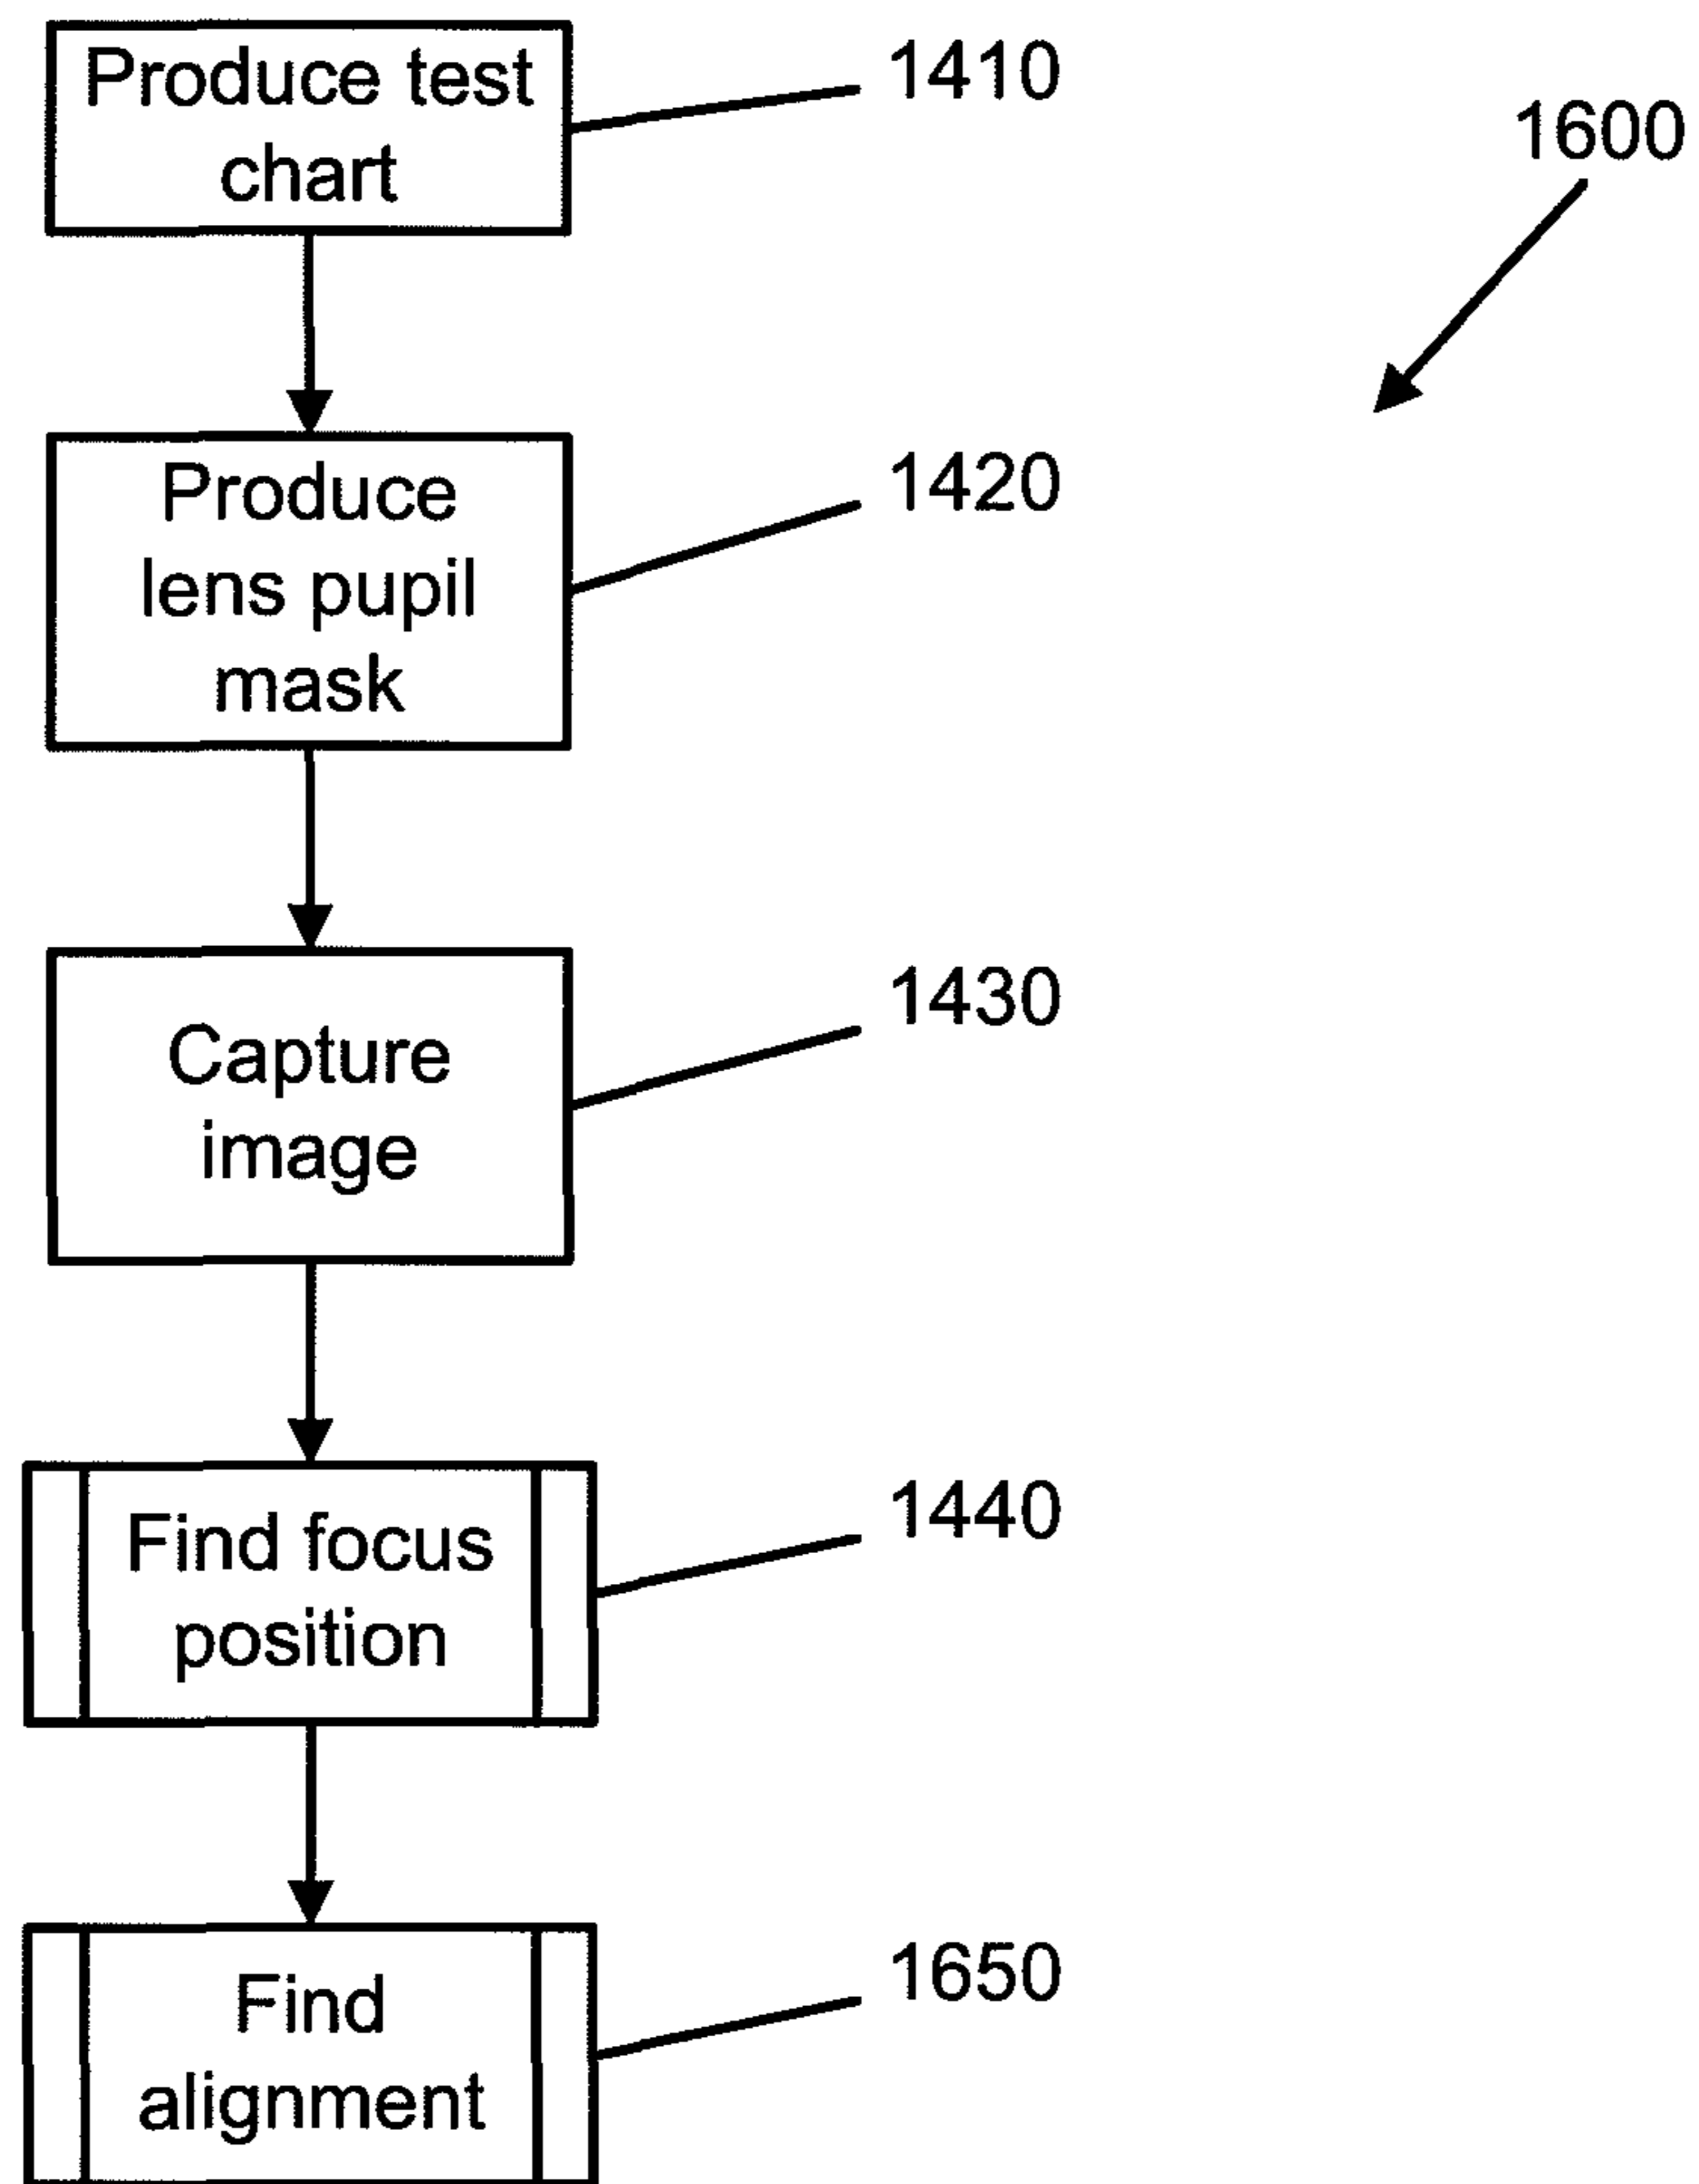 Produce test
chart
1410
1600
Produce
lens pupil
mask
1420
Capture
image
1430
Find focus
position
1440
Find
alignment
1650